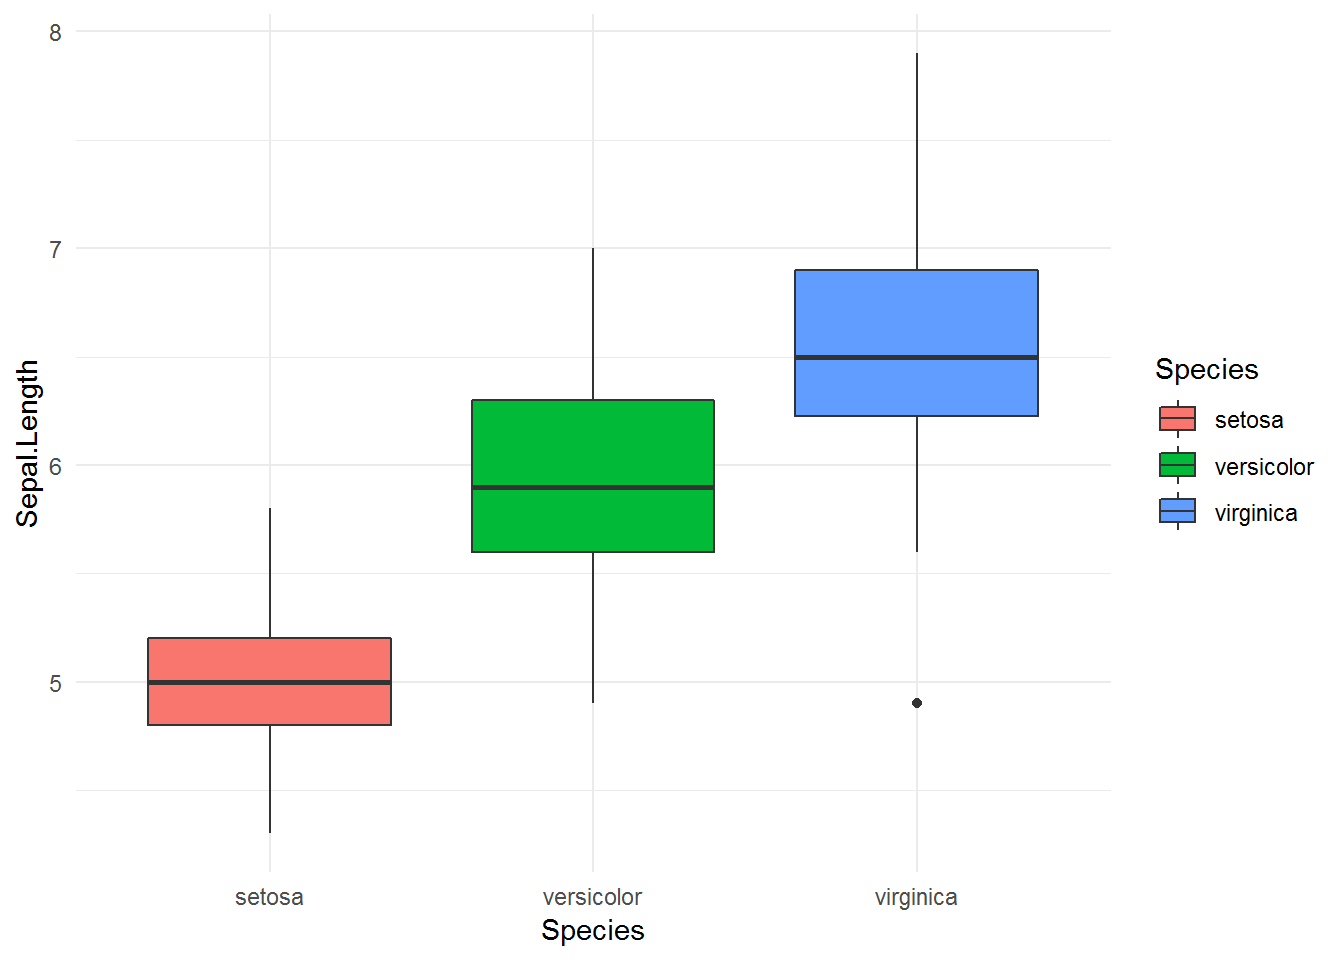 Sepal.Length
8
7
6
5
setosa
versicolor
virginica
Species
Species
setosa
versicolor
virginica